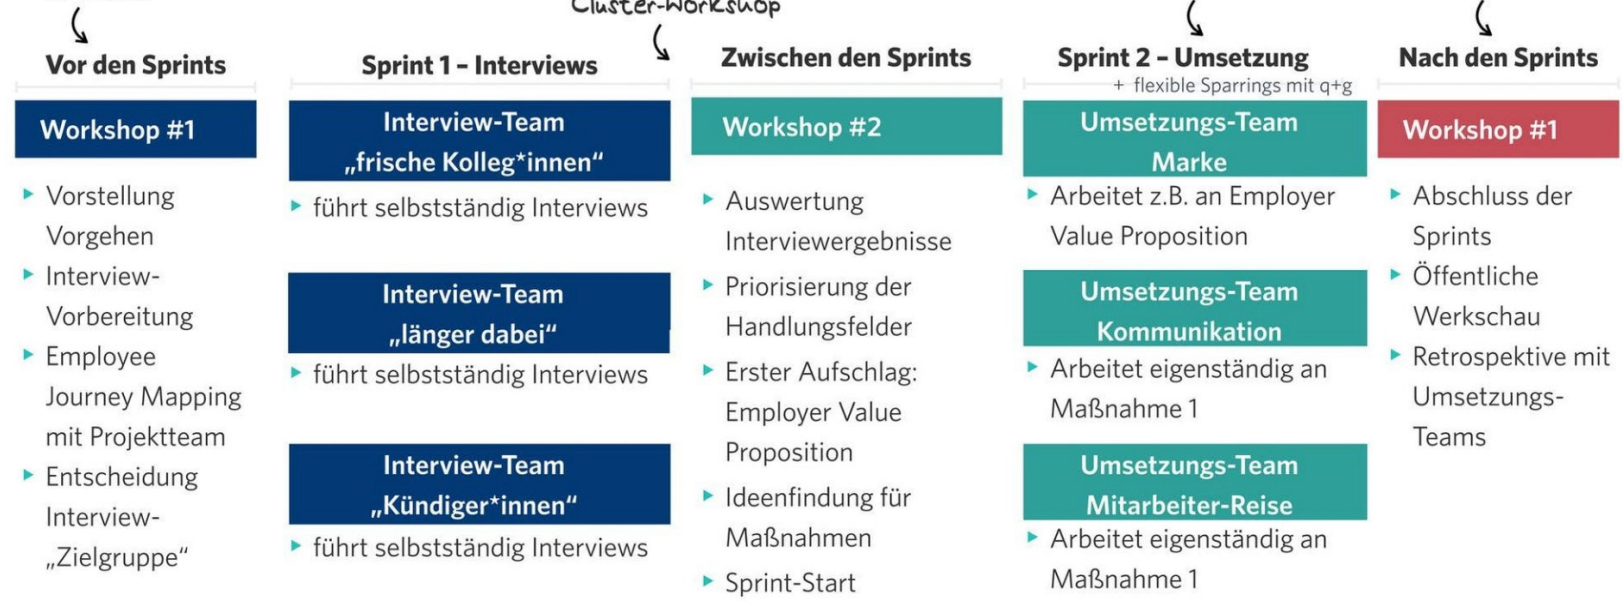 Cluster-Workshop
Vor den Sprints
Workshop #1
Vorstellung
Vorgehen
Interview-
Vorbereitung
Employee
Journey Mapping
mit Projektteam
Entscheidung
Interview-
„Zielgruppe“
Sprint 1 – Interviews
Interview-Team
„frische Kolleg*innen“
führt selbstständig Interviews
Interview-Team
„länger dabei“
führt selbstständig Interviews
Interview-Team
„Kündiger*innen“
führt selbstständig Interviews
Zwischen den Sprints
Workshop #2
Auswertung
Interviewergebnisse
Priorisierung der
Handlungsfelder
Erster Aufschlag:
Employer Value
Proposition
Ideenfindung für
Maßnahmen
Sprint-Start
Sprint 2 – Umsetzung
+ flexible Sparrings mit q+g
Umsetzungs-Team
Marke
Arbeitet z.B. an Employer
Value Proposition
Umsetzungs-Team
Kommunikation
Arbeitet eigenständig an
Maßnahme 1
Umsetzungs-Team
Mitarbeiter-Reise
Arbeitet eigenständig an
Maßnahme 1
Nach den Sprints
Workshop #1
Abschluss der
Sprints
Öffentliche
Werkschau
Retrospektive mit
Umsetzungs-
Teams